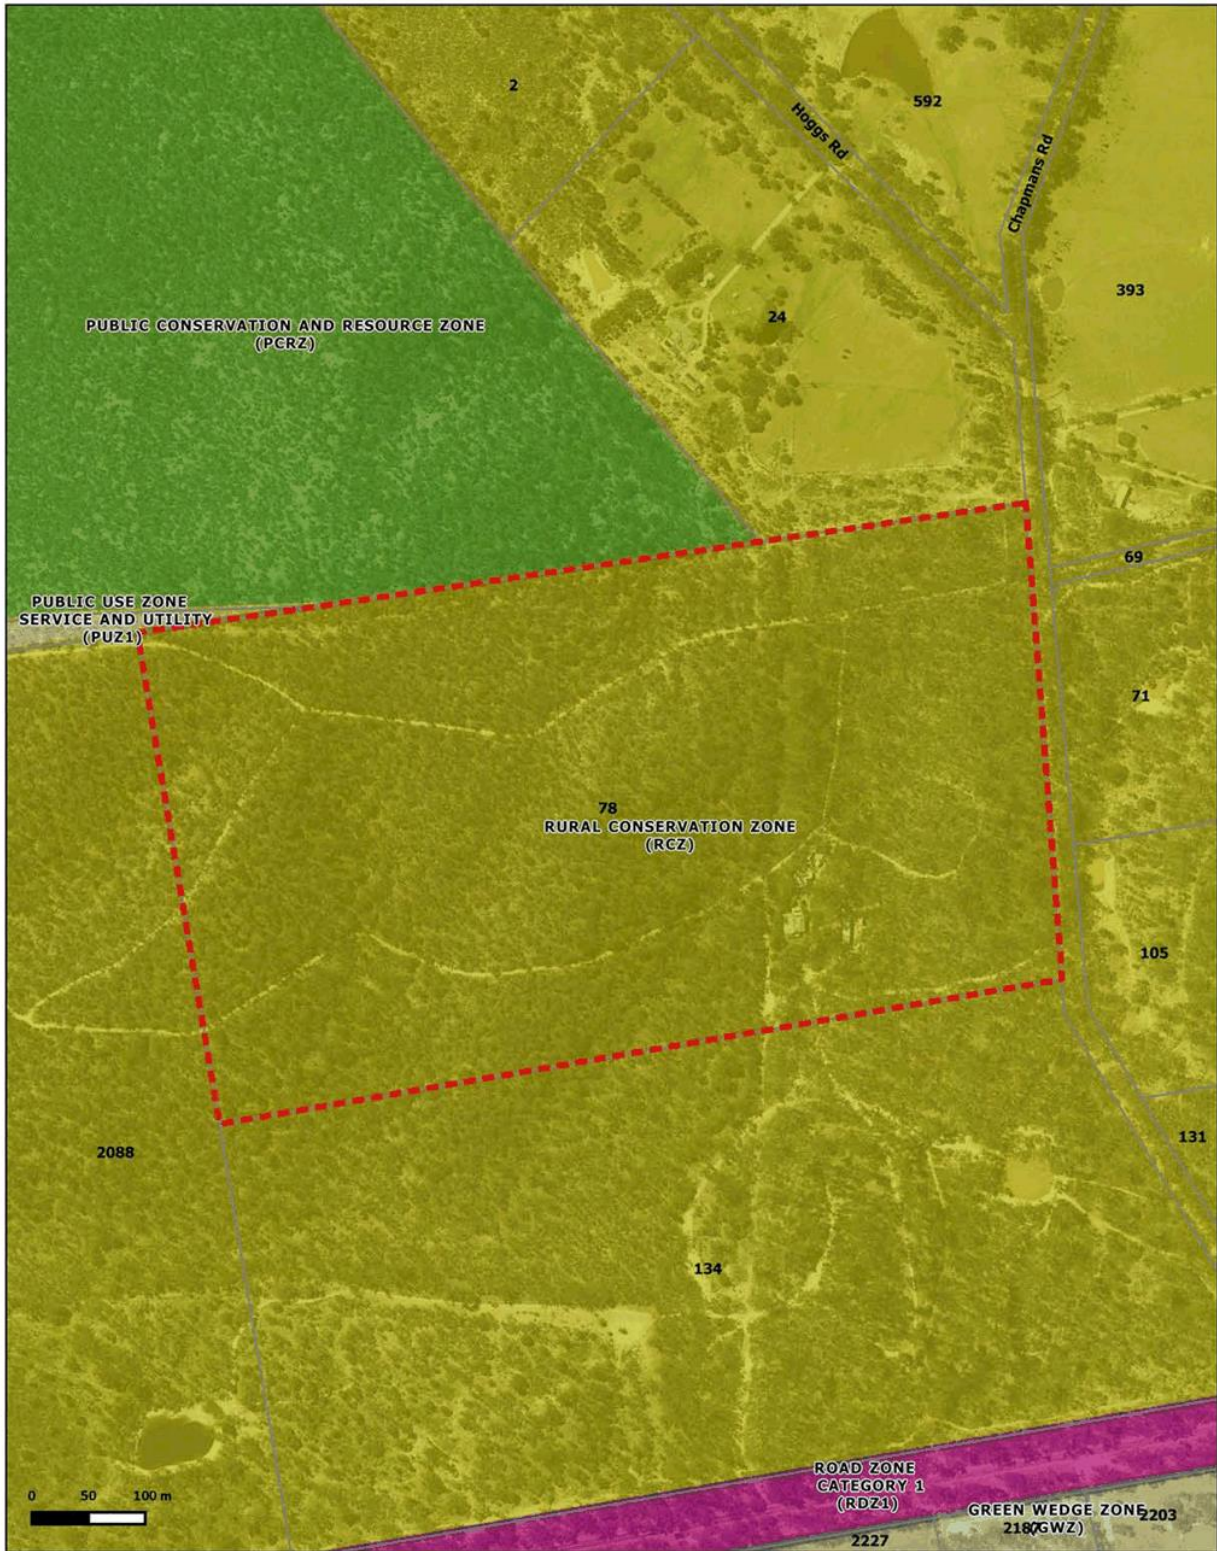 2
592
Hoggs Rd
Chapmans Rd
393
24
PUBLIC CONSERVATION AND RESOURCE ZONE
(PCRZ)
69
PUBLIC USE ZONE
SERVICE AND UTILITY
(PUZ1)
71
78
RURAL CONSERVATION ZONE
(RCZ)
105
131
2088
134
0 50 100 m
ROAD ZONE
CATEGORY 1
(RDZ1)
GREEN WEDGE ZONE
(GWZ)
2203
2187
2227